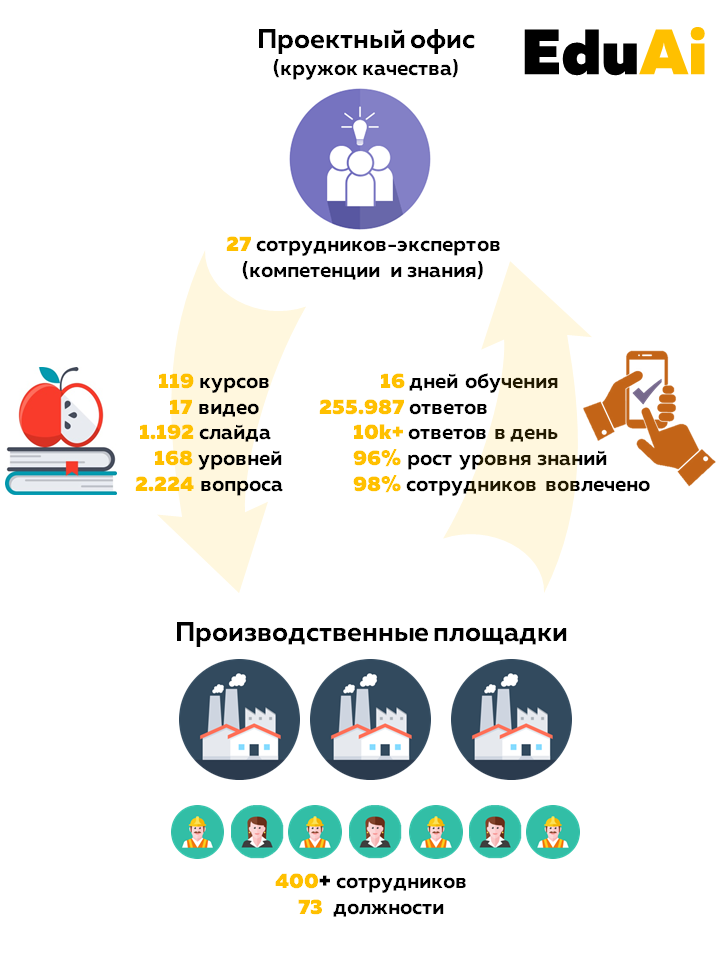 Проектный офис
(кружок качества)
EduAi
27 сотрудников-экспертов
(компетенции и знания)
119 курсов
17 видео
1.192 слайда
168 уровней
2.224 вопроса
16 дней обучения
255.987 ответов
10k+ ответов в день
96% рост уровня знаний
98% сотрудников вовлечено
Производственные площадки
400+ сотрудников
73 должности